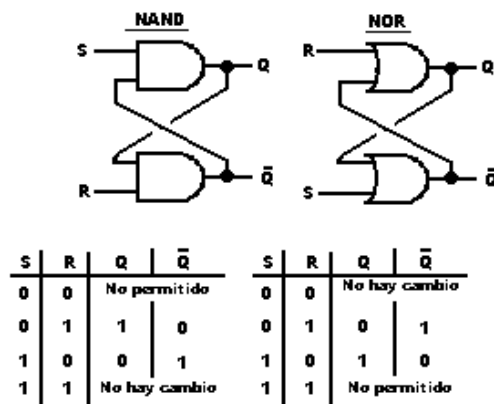 NAND
S
Q
R
Q̅
NOR
R
Q
S
Q̅
S R Q Q̅
0 0 No permitido
0 1 1 0
1 0 0 1
1 1 No hay cambio
S R Q Q̅
0 0 No hay cambio
0 1 0 1
1 0 1 0
1 1 No permitido